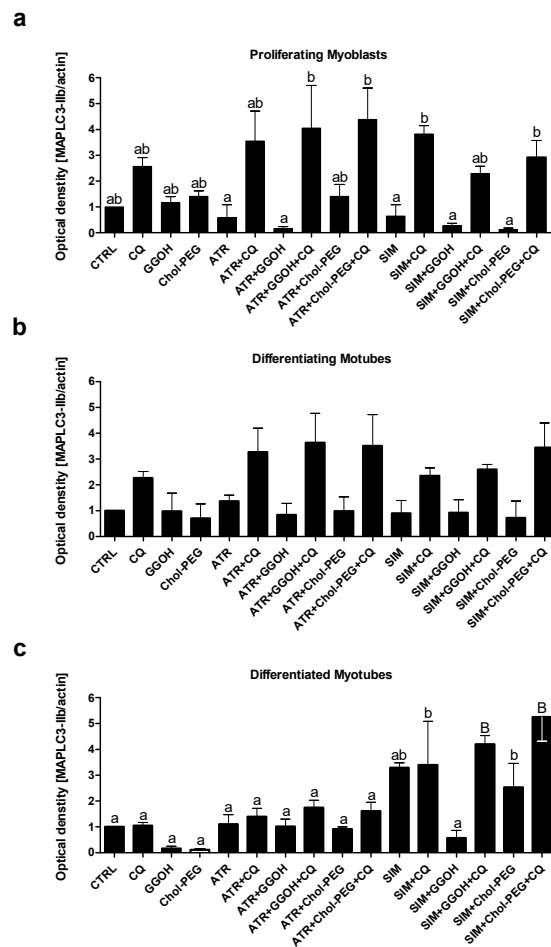 a
Proliferating Myoblasts
Optical denstity [MAPLC3-IIb/actin]
6
5
4
3
2
1
0
ab ab ab ab a ab a b ab b a b a ab a b
CTRL
CQ
GGOH
Chol-PEG
ATR
ATR+CQ
ATR+GGOH
ATR+GGOH+CQ
ATR+Chol-PEG
ATR+Chol-PEG+CQ
SIM
SIM+CQ
SIM+GGOH
SIM+GGOH+CQ
SIM+Chol-PEG
SIM+Chol-PEG+CQ
b
Differentiating Motubes
Optical denstity [MAPLC3-IIb/actin]
6
5
4
3
2
1
0
CTRL
CQ
GGOH
Chol-PEG
ATR
ATR+CQ
ATR+GGOH
ATR+GGOH+CQ
ATR+Chol-PEG
ATR+Chol-PEG+CQ
SIM
SIM+CQ
SIM+GGOH
SIM+GGOH+CQ
SIM+Chol-PEG
SIM+Chol-PEG+CQ
c
Differentiated Myotubes
Optical denstity [MAPLC3-IIb/actin]
6
5
4
3
2
1
0
a a a a a a a a a a ab b a B b B
CTRL
CQ
GGOH
Chol-PEG
ATR
ATR+CQ
ATR+GGOH
ATR+GGOH+CQ
ATR+Chol-PEG
ATR+Chol-PEG+CQ
SIM
SIM+CQ
SIM+GGOH
SIM+GGOH+CQ
SIM+Chol-PEG
SIM+Chol-PEG+CQ